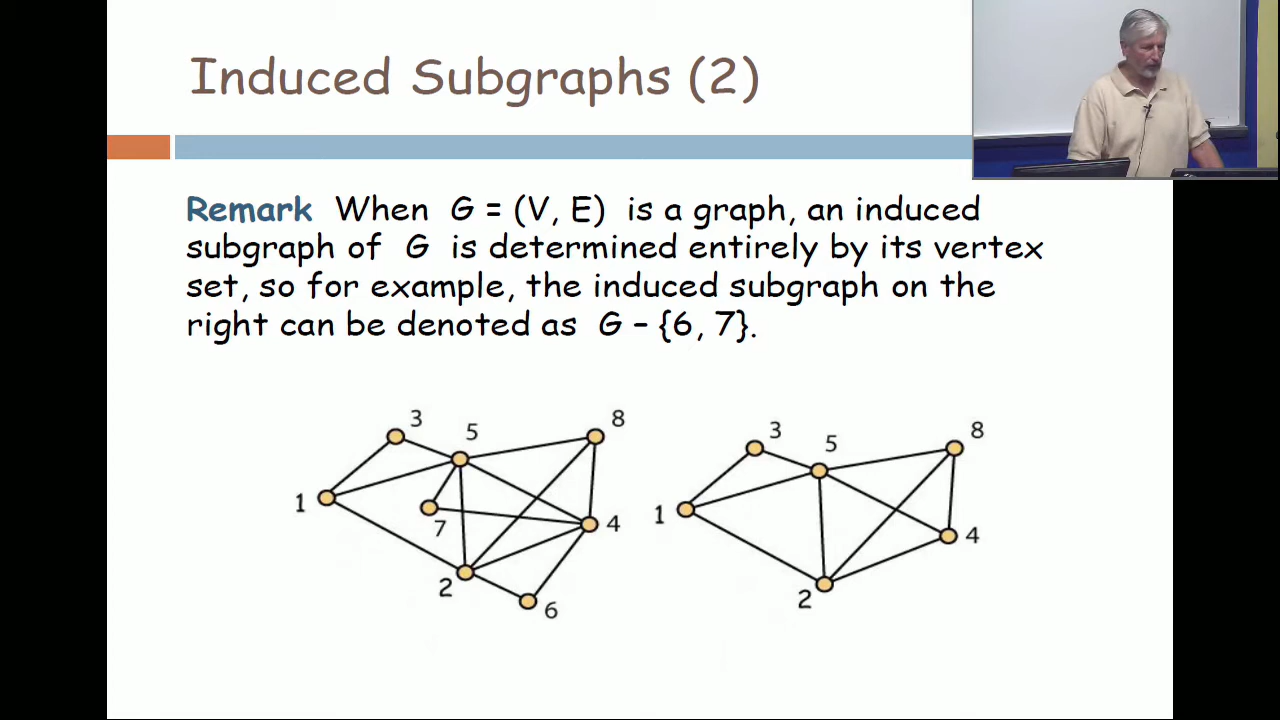 Induced Subgraphs (2)
Remark When G = (V, E) is a graph, an induced
subgraph of G is determined entirely by its vertex
set, so for example, the induced subgraph on the
right can be denoted as G – {6, 7}.
3
5
8
1
7
4
2
6
3
5
8
1
4
2